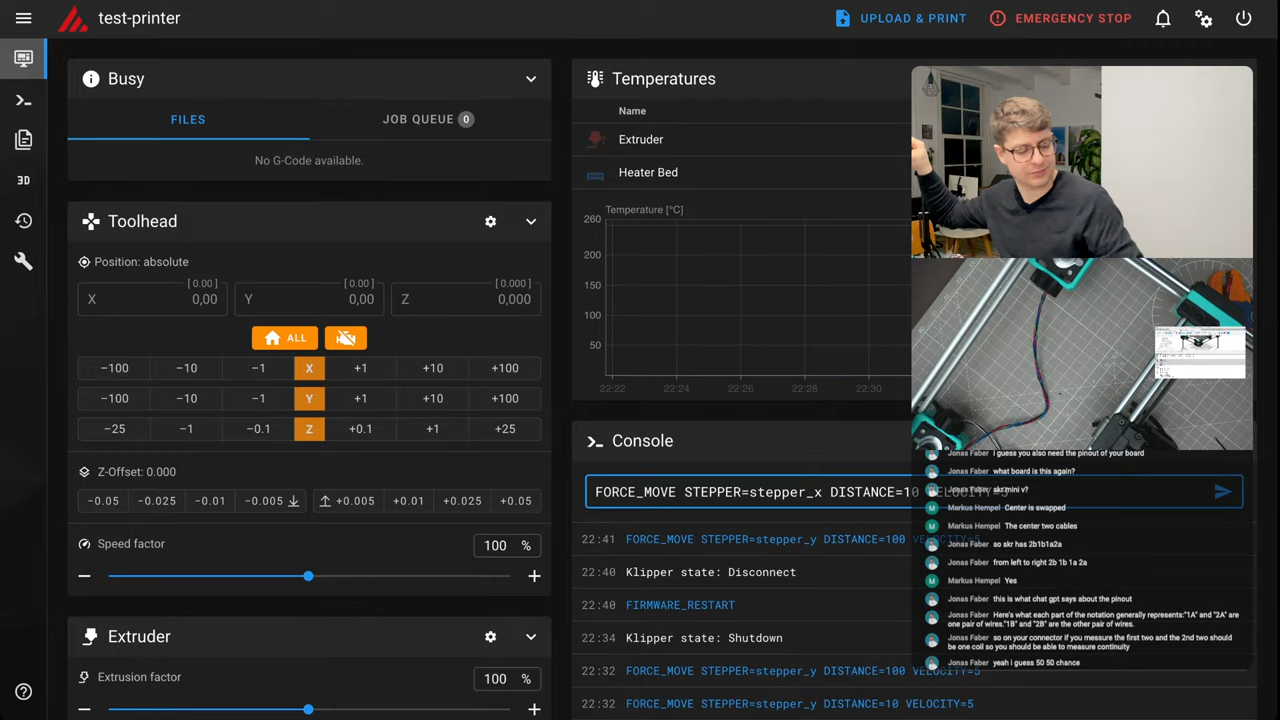 test-printer
UPLOAD & PRINT
EMERGENCY STOP
Busy
FILES
JOB QUEUE 0
No G-Code available.
Toolhead
Position: absolute
X [0.00] 0,00
Y [0.00] 0,00
Z [0.000] 0,000
ALL
−100 −10 −1 X +1 +10 +100
−100 −10 −1 Y +1 +10 +100
−25 −1 −0.1 Z +0.1 +1 +25
Z-Offset: 0.000
−0.05 −0.025 −0.01 −0.005 +0.005 +0.01 +0.025 +0.05
Speed factor
100 %
Extruder
Extrusion factor
100 %
3D
Temperatures
Name
Extruder
Heater Bed
Temperature [°C]
260
200
150
100
50
22:22 22:24 22:26 22:28 22:30
Console
FORCE_MOVE STEPPER=stepper_x DISTANCE=10 VELOCITY=5
22:41 FORCE_MOVE STEPPER=stepper_y DISTANCE=100 VELOCITY=5
22:40 Klipper state: Disconnect
22:40 FIRMWARE_RESTART
22:34 Klipper state: Shutdown
22:32 FORCE_MOVE STEPPER=stepper_y DISTANCE=100 VELOCITY=5
22:32 FORCE_MOVE STEPPER=stepper_y DISTANCE=10 VELOCITY=5
Jonas Faber i guess you also need the pinout of your board
Jonas Faber what board is this again?
Jonas Faber skr mini v?
M Markus Hempel Center is swapped
M Markus Hempel The center two cables
Jonas Faber so skr has 2b1b1a2a
Jonas Faber from left to right 2b 1b 1a 2a
M Markus Hempel Yes
Jonas Faber this is what chat gpt says about the pinout
Jonas Faber Here's what each part of the notation generally represents:"1A" and "2A" are
one pair of wires."1B" and "2B" are the other pair of wires.
Jonas Faber so on your connector if you messure the first two and the 2nd two should
be one coil so you should be able to measure continuity
Jonas Faber yeah i guess 50 50 chance